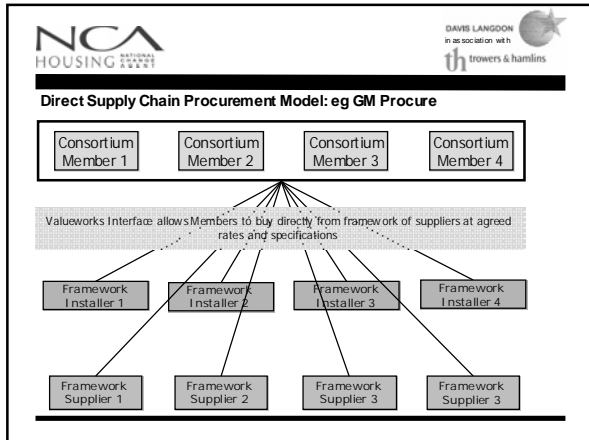 NCA
HOUSING NATIONAL CHANGE AGENT
DAVIS LANGDON
in association with
th trowers & hamlins
Direct Supply Chain Procurement Model: eg GM Procure
Consortium Member 1
Consortium Member 2
Consortium Member 3
Consortium Member 4
Valueworks Interface allows Members to buy directly from framework of suppliers at agreed
rates and specifications
Framework Installer 1
Framework Installer 2
Framework Installer 3
Framework Installer 4
Framework Supplier 1
Framework Supplier 2
Framework Supplier 3
Framework Supplier 3